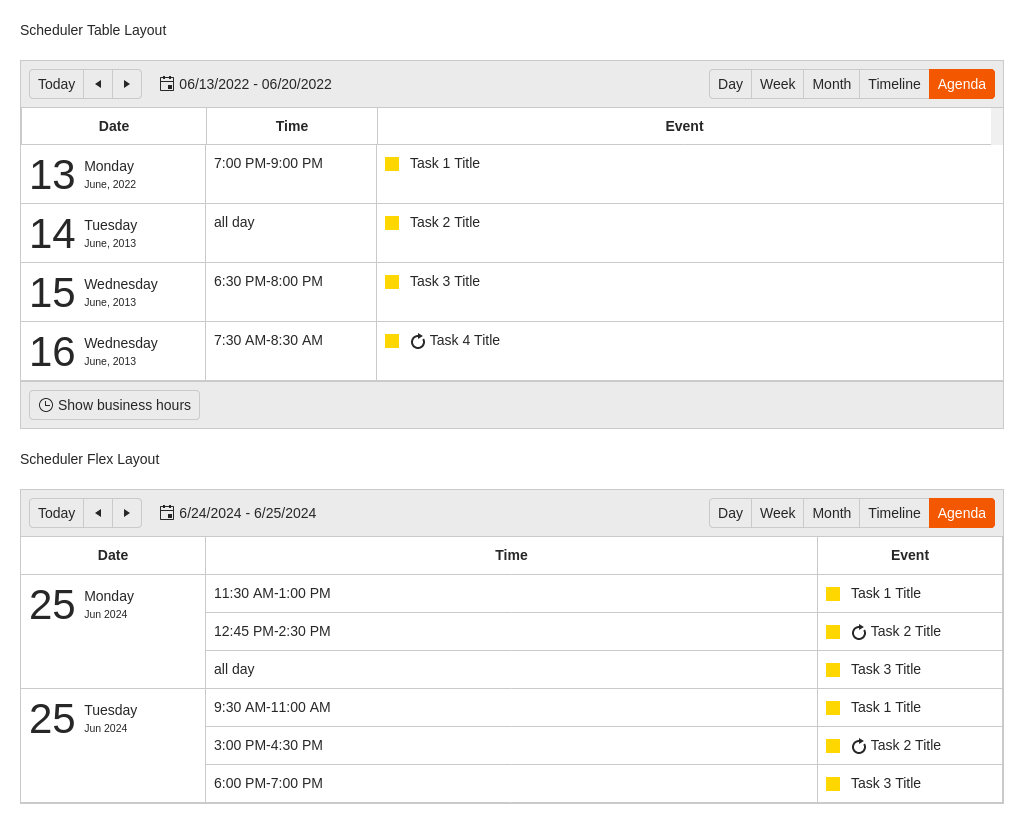 Scheduler Table Layout
Today 06/13/2022 - 06/20/2022 Day Week Month Timeline Agenda
Date Time Event
13 Monday 7:00 PM-9:00 PM Task 1 Title
June, 2022
14 Tuesday all day Task 2 Title
June, 2013
15 Wednesday 6:30 PM-8:00 PM Task 3 Title
June, 2013
16 Wednesday 7:30 AM-8:30 AM Task 4 Title
June, 2013
Show business hours
Scheduler Flex Layout
Today 6/24/2024 - 6/25/2024 Day Week Month Timeline Agenda
Date Time Event
25 Monday 11:30 AM-1:00 PM Task 1 Title
Jun 2024
12:45 PM-2:30 PM Task 2 Title
all day Task 3 Title
25 Tuesday 9:30 AM-11:00 AM Task 1 Title
Jun 2024
3:00 PM-4:30 PM Task 2 Title
6:00 PM-7:00 PM Task 3 Title